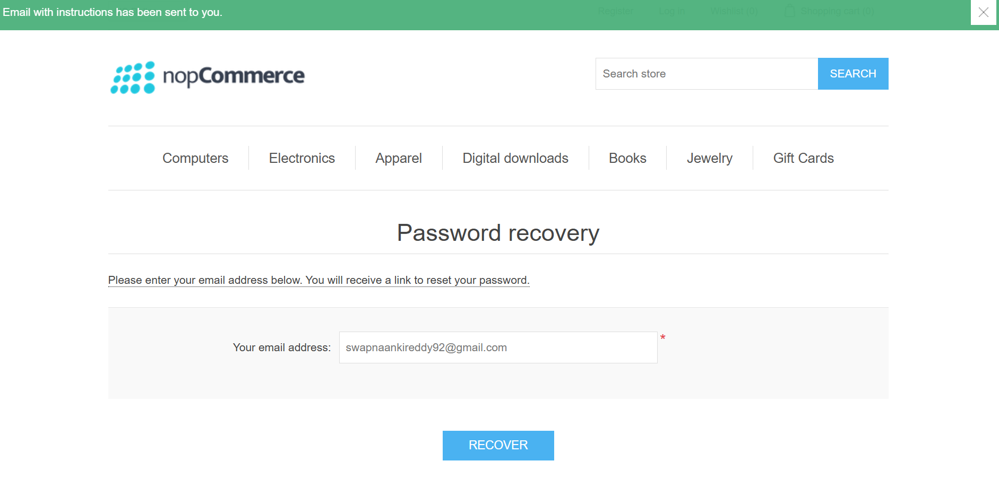 Email with instructions has been sent to you.
Register Log in Wishlist (0) Shopping cart (0)
nopCommerce
Search store SEARCH
Computers Electronics Apparel Digital downloads Books Jewelry Gift Cards
Password recovery
Please enter your email address below. You will receive a link to reset your password.
Your email address: swapnaankireddy92@gmail.com *
RECOVER